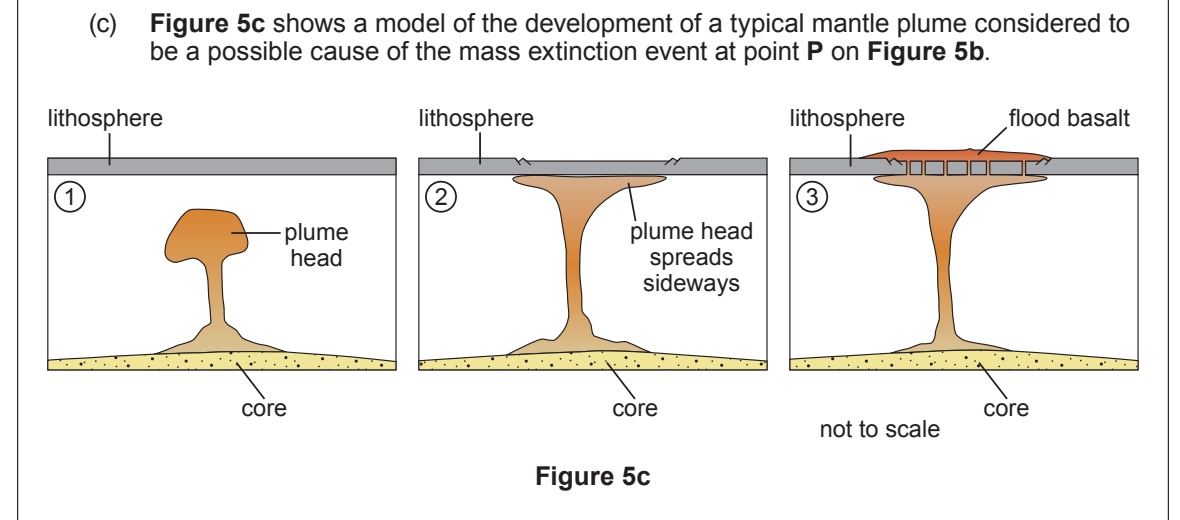 (c) Figure 5c shows a model of the development of a typical mantle plume considered to
be a possible cause of the mass extinction event at point P on Figure 5b.
lithosphere
1
plume
head
core
lithosphere
2
plume head
spreads
sideways
core
lithosphere
flood basalt
3
core
not to scale
Figure 5c